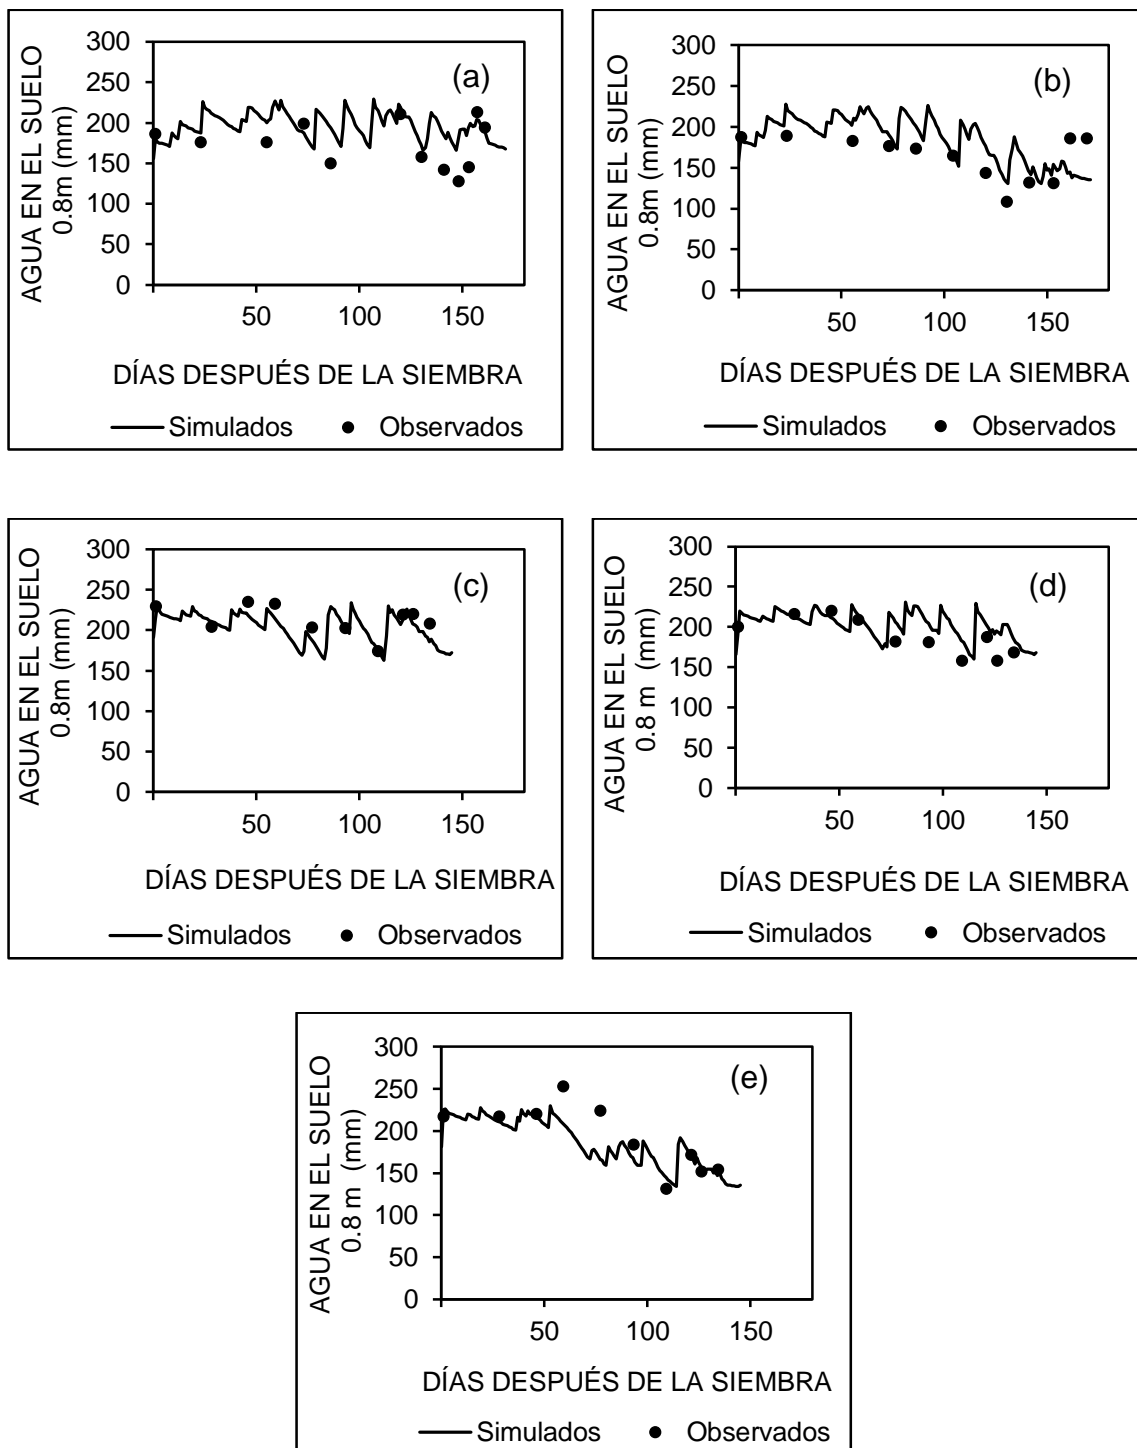 AGUA EN EL SUELO
0.8m (mm)
300
250
200
150
100
50
0
(a)
50 100 150
DÍAS DESPUÉS DE LA SIEMBRA
Simulados Observados
AGUA EN EL SUELO
0.8m (mm)
300
250
200
150
100
50
0
(b)
50 100 150
DÍAS DESPUÉS DE LA SIEMBRA
Simulados Observados
AGUA EN EL SUELO
0.8m (mm)
300
250
200
150
100
50
0
(c)
50 100 150
DÍAS DESPUÉS DE LA SIEMBRA
Simulados Observados
AGUA EN EL SUELO
0.8 m (mm)
300
250
200
150
100
50
0
(d)
50 100 150
DÍAS DESPUÉS DE LA SIEMBRA
Simulados Observados
AGUA EN EL SUELO
0.8 m (mm)
300
250
200
150
100
50
0
(e)
50 100 150
DÍAS DESPUÉS DE LA SIEMBRA
Simulados Observados